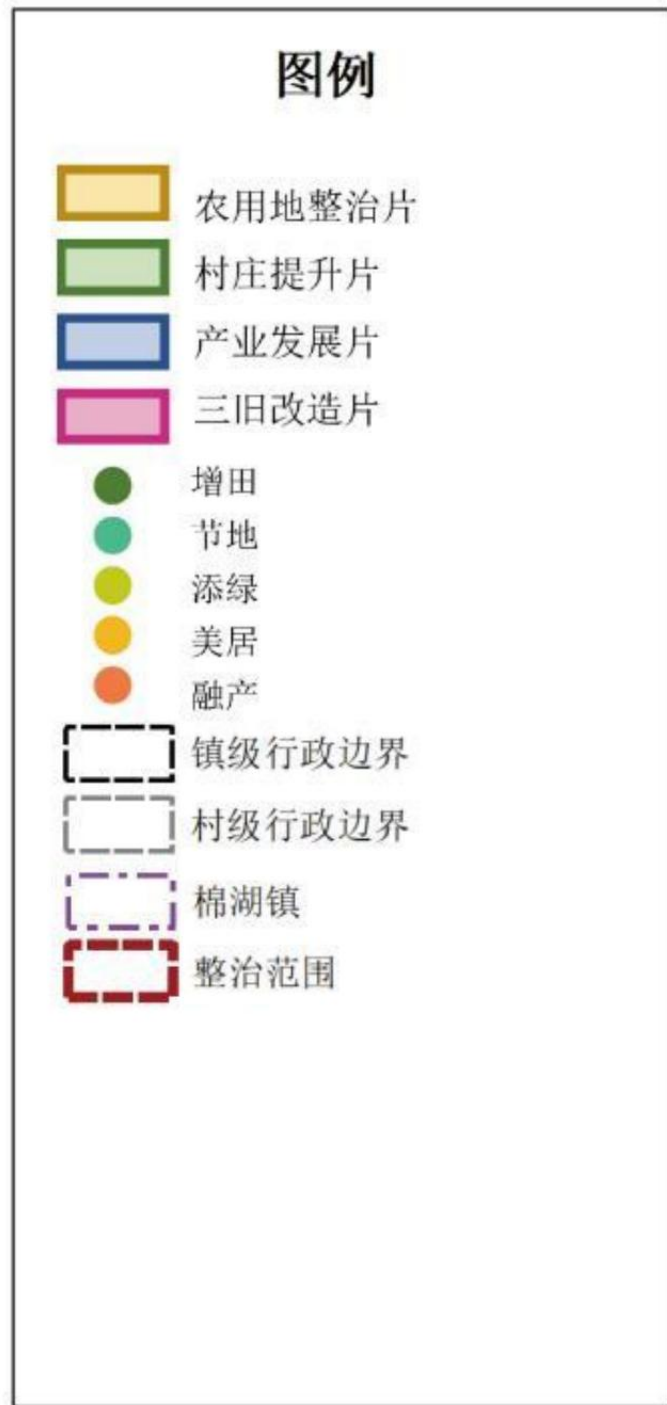 图例
农用地整治片
村庄提升片
产业发展片
三旧改造片
增田
节地
添绿
美居
融产
镇级行政边界
村级行政边界
棉湖镇
整治范围